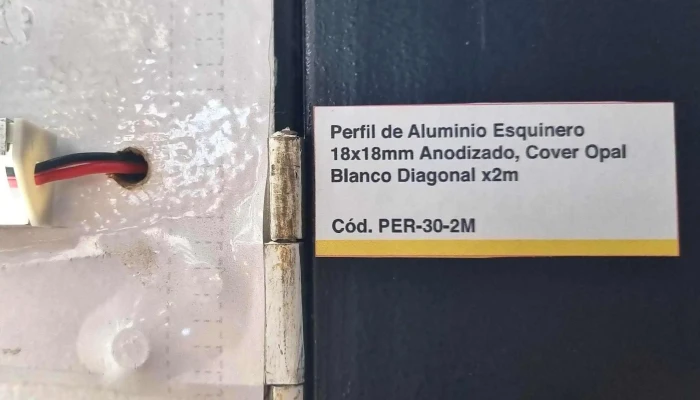 Perfil de Aluminio Esquinero
18x18mm Anodizado, Cover Opal
Blanco Diagonal x2m
Cód. PER-30-2M